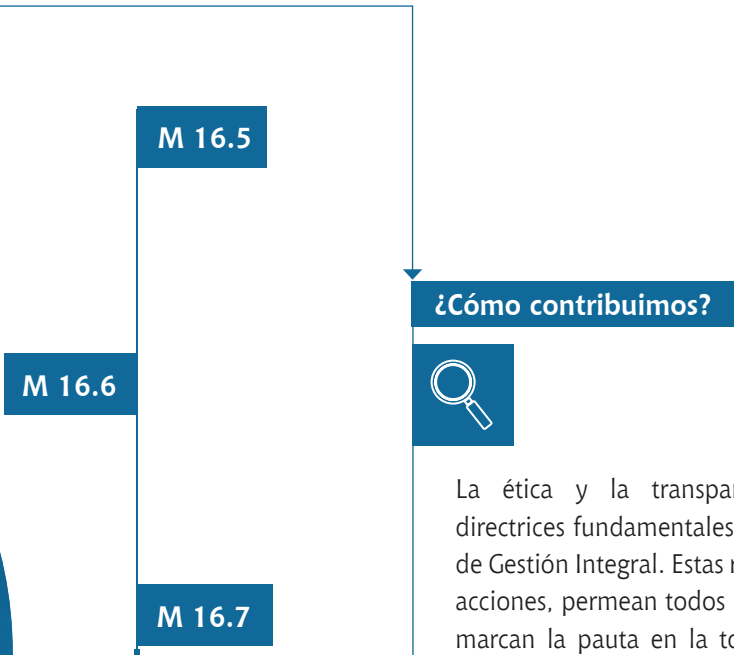 M 16.5
¿Cómo contribuimos?
M 16.6
La ética y la
directrices fundamentales
de Gestión Integral. Estas
acciones, permean todos
M 16.7
marcan la pauta en la